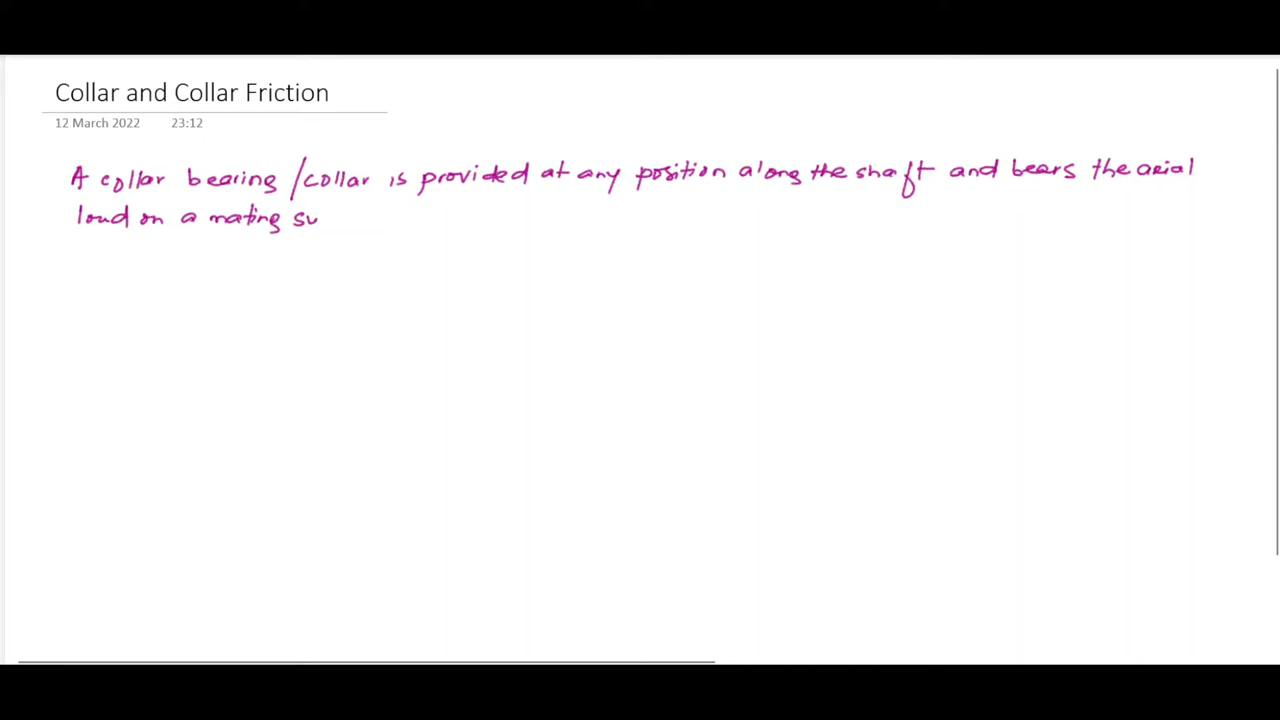 Collar and Collar Friction
12 March 2022 23:12
A collar bearing /collar is provided at any position along the shaft and bears the axial
load on a mating su